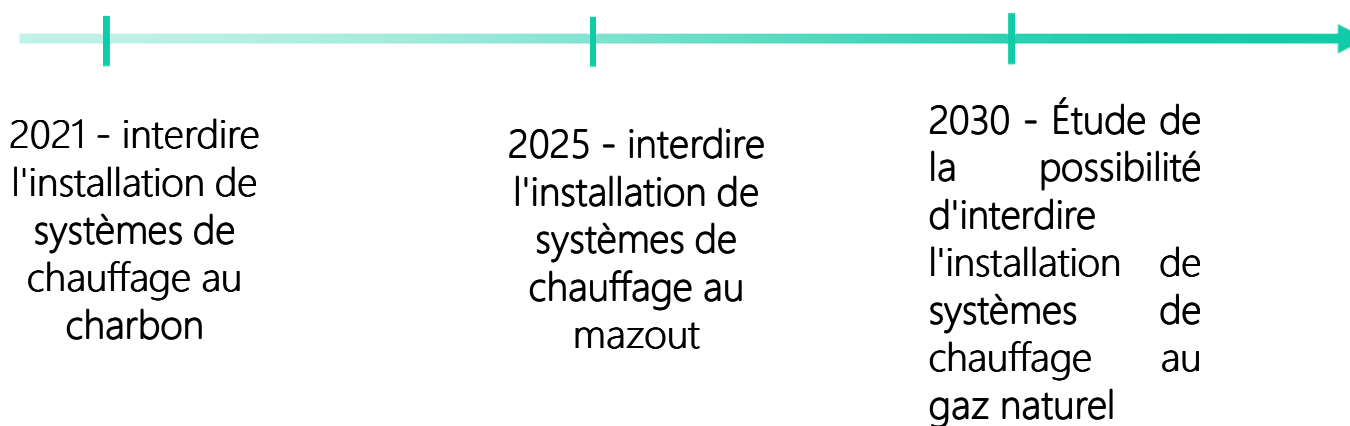 2021 - interdire
l'installation de
systèmes de
chauffage au
charbon
2025 - interdire
l'installation de
systèmes de
chauffage au
mazout
2030 - Étude de
la possibilité
d'interdire
l'installation de
systèmes de
chauffage au
gaz naturel